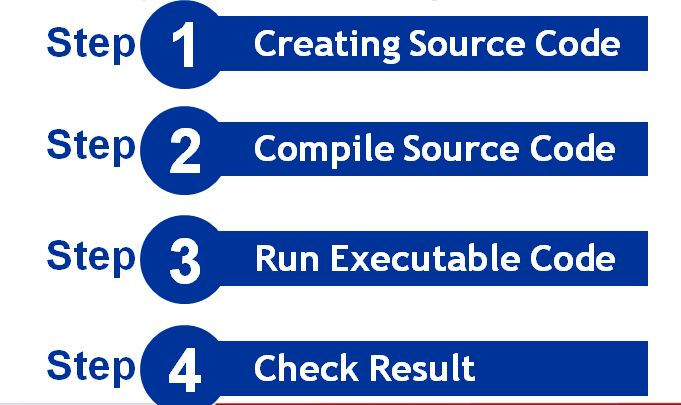 Step 1 Creating Source Code
Step 2 Compile Source Code
Step 3 Run Executable Code
Step 4 Check Result